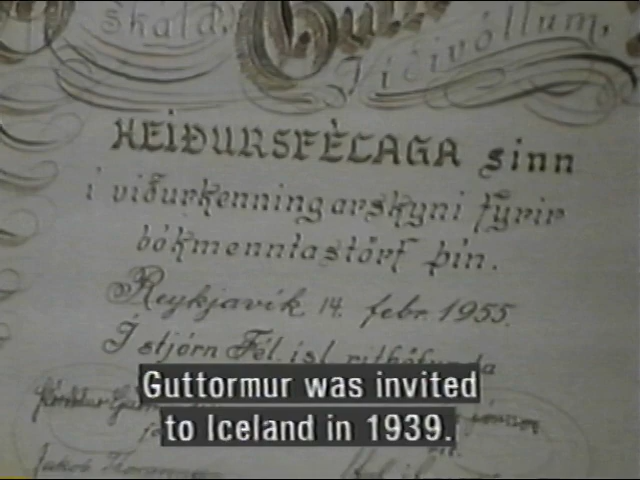 skáld,
Víðivöllum,
HEIÐURSFÉLAGA sinn
í viðurkenningarskyni fyrir
bókmenntastörf þín.
Reykjavík 14. febr. 1955.
Í stjórn Fél. ísl. rithöfunda
Guttormur was invited
to Iceland in 1939.